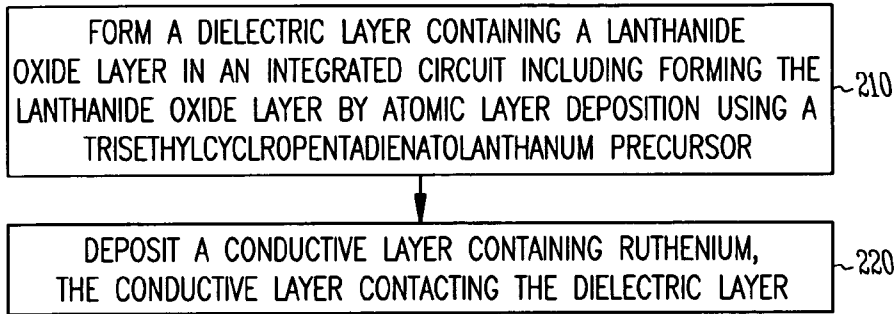 FORM A DIELECTRIC LAYER CONTAINING A LANTHANIDE
OXIDE LAYER IN AN INTEGRATED CIRCUIT INCLUDING FORMING THE
LANTHANIDE OXIDE LAYER BY ATOMIC LAYER DEPOSITION USING A
TRISETHYLCYCLROPENTADIENATOLANTHANUM PRECURSOR
210
DEPOSIT A CONDUCTIVE LAYER CONTAINING RUTHENIUM,
THE CONDUCTIVE LAYER CONTACTING THE DIELECTRIC LAYER
220